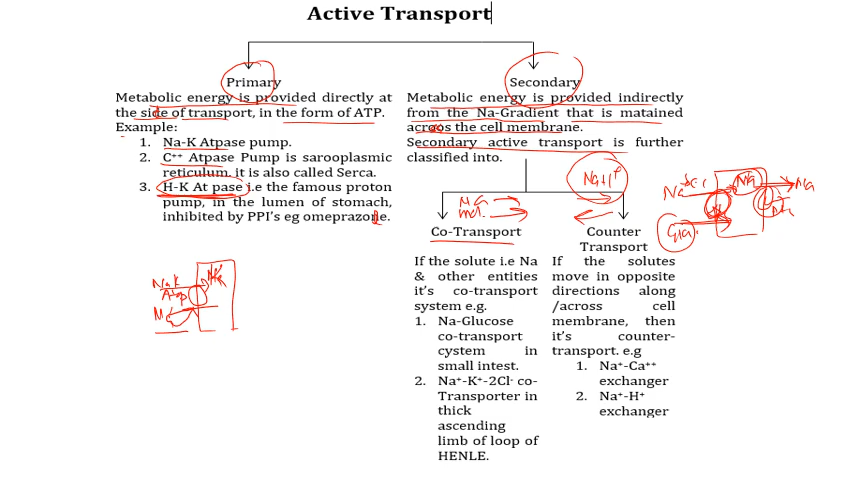 Active Transport
Primary
Metabolic energy is provided directly at
the side of transport, in the form of ATP.
Example:
1. Na-K Atpase pump.
2. C⁺⁺ Atpase Pump is sarooplasmic
reticulum. it is also called Serca.
3. H-K At pase i.e the famous proton
pump, in the lumen of stomach,
inhibited by PPI's eg omeprazole.
Na K
Secondary
Metabolic energy is provided indirectly
from the Na-Gradient that is matained
across the cell membrane.
Secondary active transport is further
classified into.
Na
Na
Na
Co-Transport
If the solute i.e Na
& other entities
it's co-transport
system e.g.
1. Na-Glucose
co-transport
cystem in
small intest.
2. Na⁺-K⁺-2Cl⁻ co-
Transporter in
thick
ascending
limb of loop of
HENLE.
Counter
Transport
If the solutes
move in opposite
directions along
/across cell
membrane, then
it's counter-
transport. e.g
1. Na⁺-Ca⁺⁺
exchanger
2. Na⁺-H⁺
exchanger